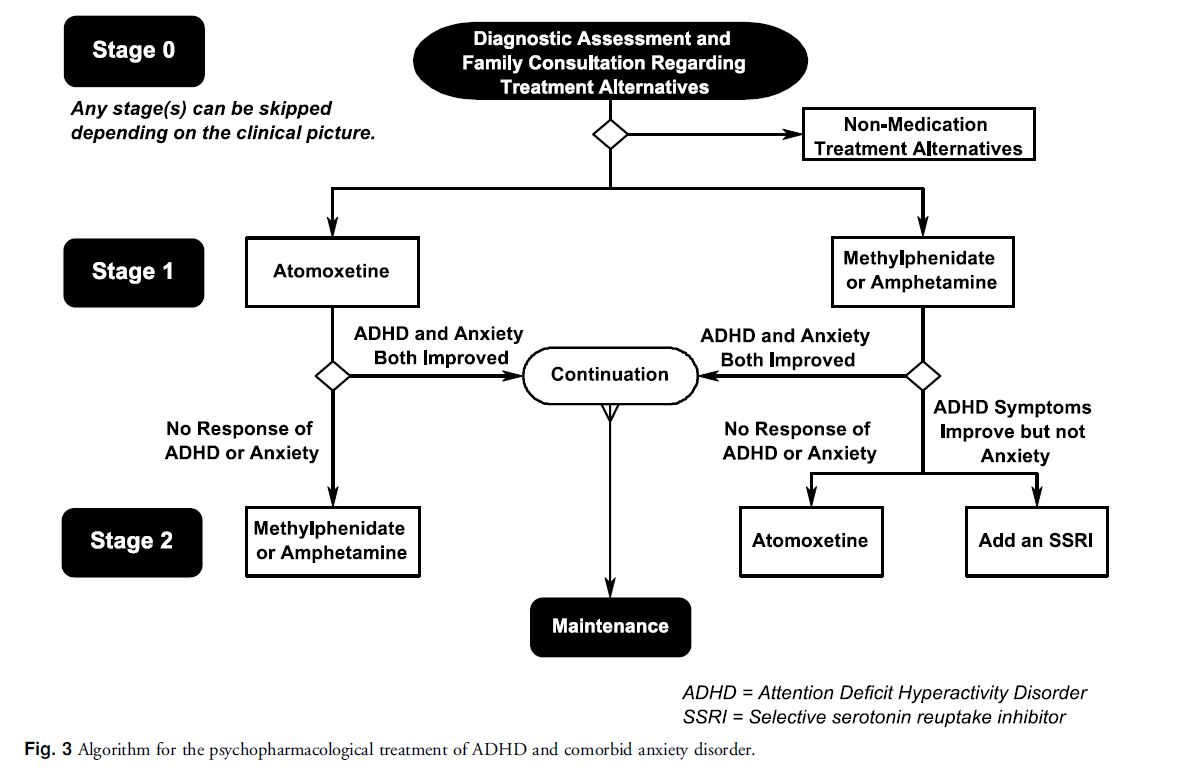 Stage 0
Diagnostic Assessment and
Family Consultation Regarding
Treatment Alternatives
Any stage(s) can be skipped
depending on the clinical picture.
Non-Medication
Treatment Alternatives
Stage 1
Atomoxetine
Methylphenidate
or Amphetamine
ADHD and Anxiety
Both Improved
Continuation
ADHD and Anxiety
Both Improved
No Response of
ADHD or Anxiety
No Response of
ADHD or Anxiety
ADHD Symptoms
Improve but not
Anxiety
Stage 2
Methylphenidate
or Amphetamine
Atomoxetine
Add an SSRI
Maintenance
ADHD = Attention Deficit Hyperactivity Disorder
SSRI = Selective serotonin reuptake inhibitor
Fig. 3 Algorithm for the psychopharmacological treatment of ADHD and comorbid anxiety disorder.